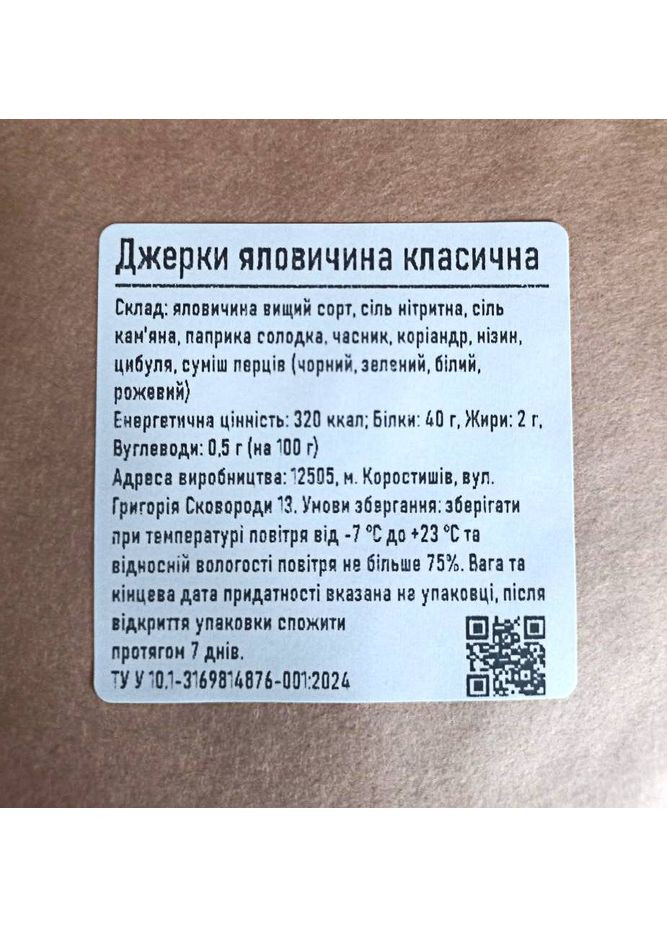 Джерки яловичина класична
Склад: яловичина вищий сорт, сіль нітритна, сіль
кам'яна, паприка солодка, часник, коріандр, нізин,
цибуля, суміш перців (чорний, зелений, білий,
рожевий)
Енергетична цінність: 320 ккал; Білки: 40 г, Жири: 2 г,
Вуглеводи: 0,5 г (на 100 г)
Адреса виробництва: 12505, м. Коростишів, вул.
Григорія Сковороди 13. Умови збергання: зберігати
при температурі повітря від -7 °C до +23 °C та
відносній вологості повітря не більше 75%. Вага та
кінцева дата придатності вказана на упаковці, після
відкриття упаковки спожити
протягом 7 днів.
ТУ У 10.1-3169814876-001:2024